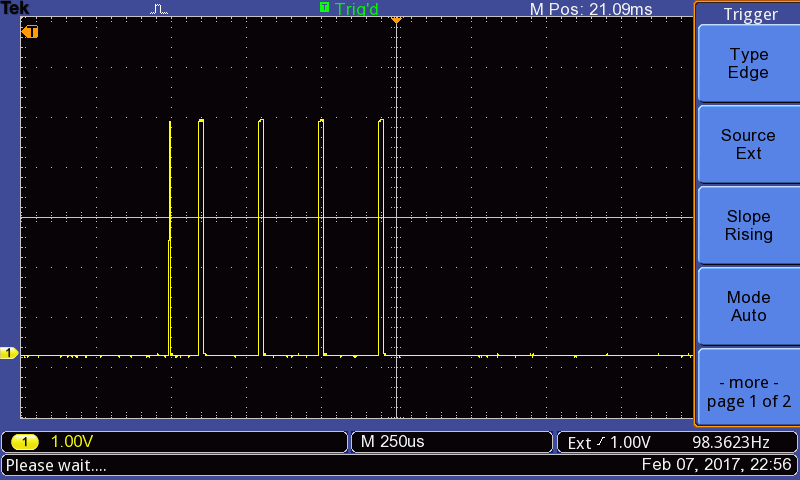 Tek
T Trig'd
M Pos: 21.09ms
T
Trigger
Type
Edge
Source
Ext
Slope
Rising
Mode
Auto
- more -
page 1 of 2
1
1 1.00V
M 250us
Ext 1.00V
98.3623Hz
Please wait....
Feb 07, 2017, 22:56